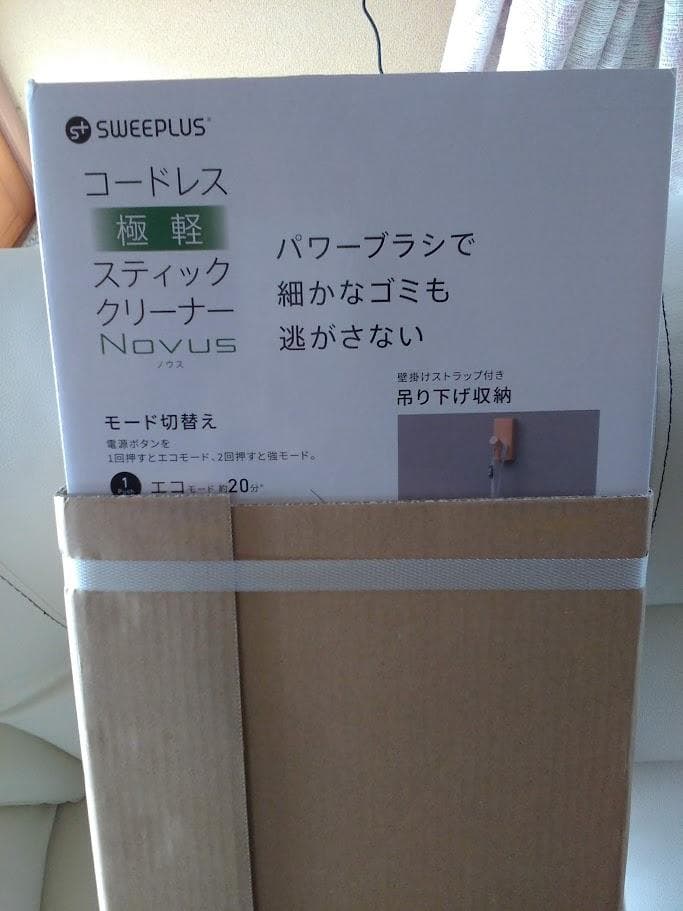 SWEEPLUS
コードレス
極軽
スティック
クリーナー
Novus
ノウス
パワーブラシで
細かなゴミも
逃がさない
モード切替え
電源ボタンを
1回押すとエコモード、2回押すと強モード。
1 エコモード 約20分
壁掛けストラップ付き
吊り下げ収納